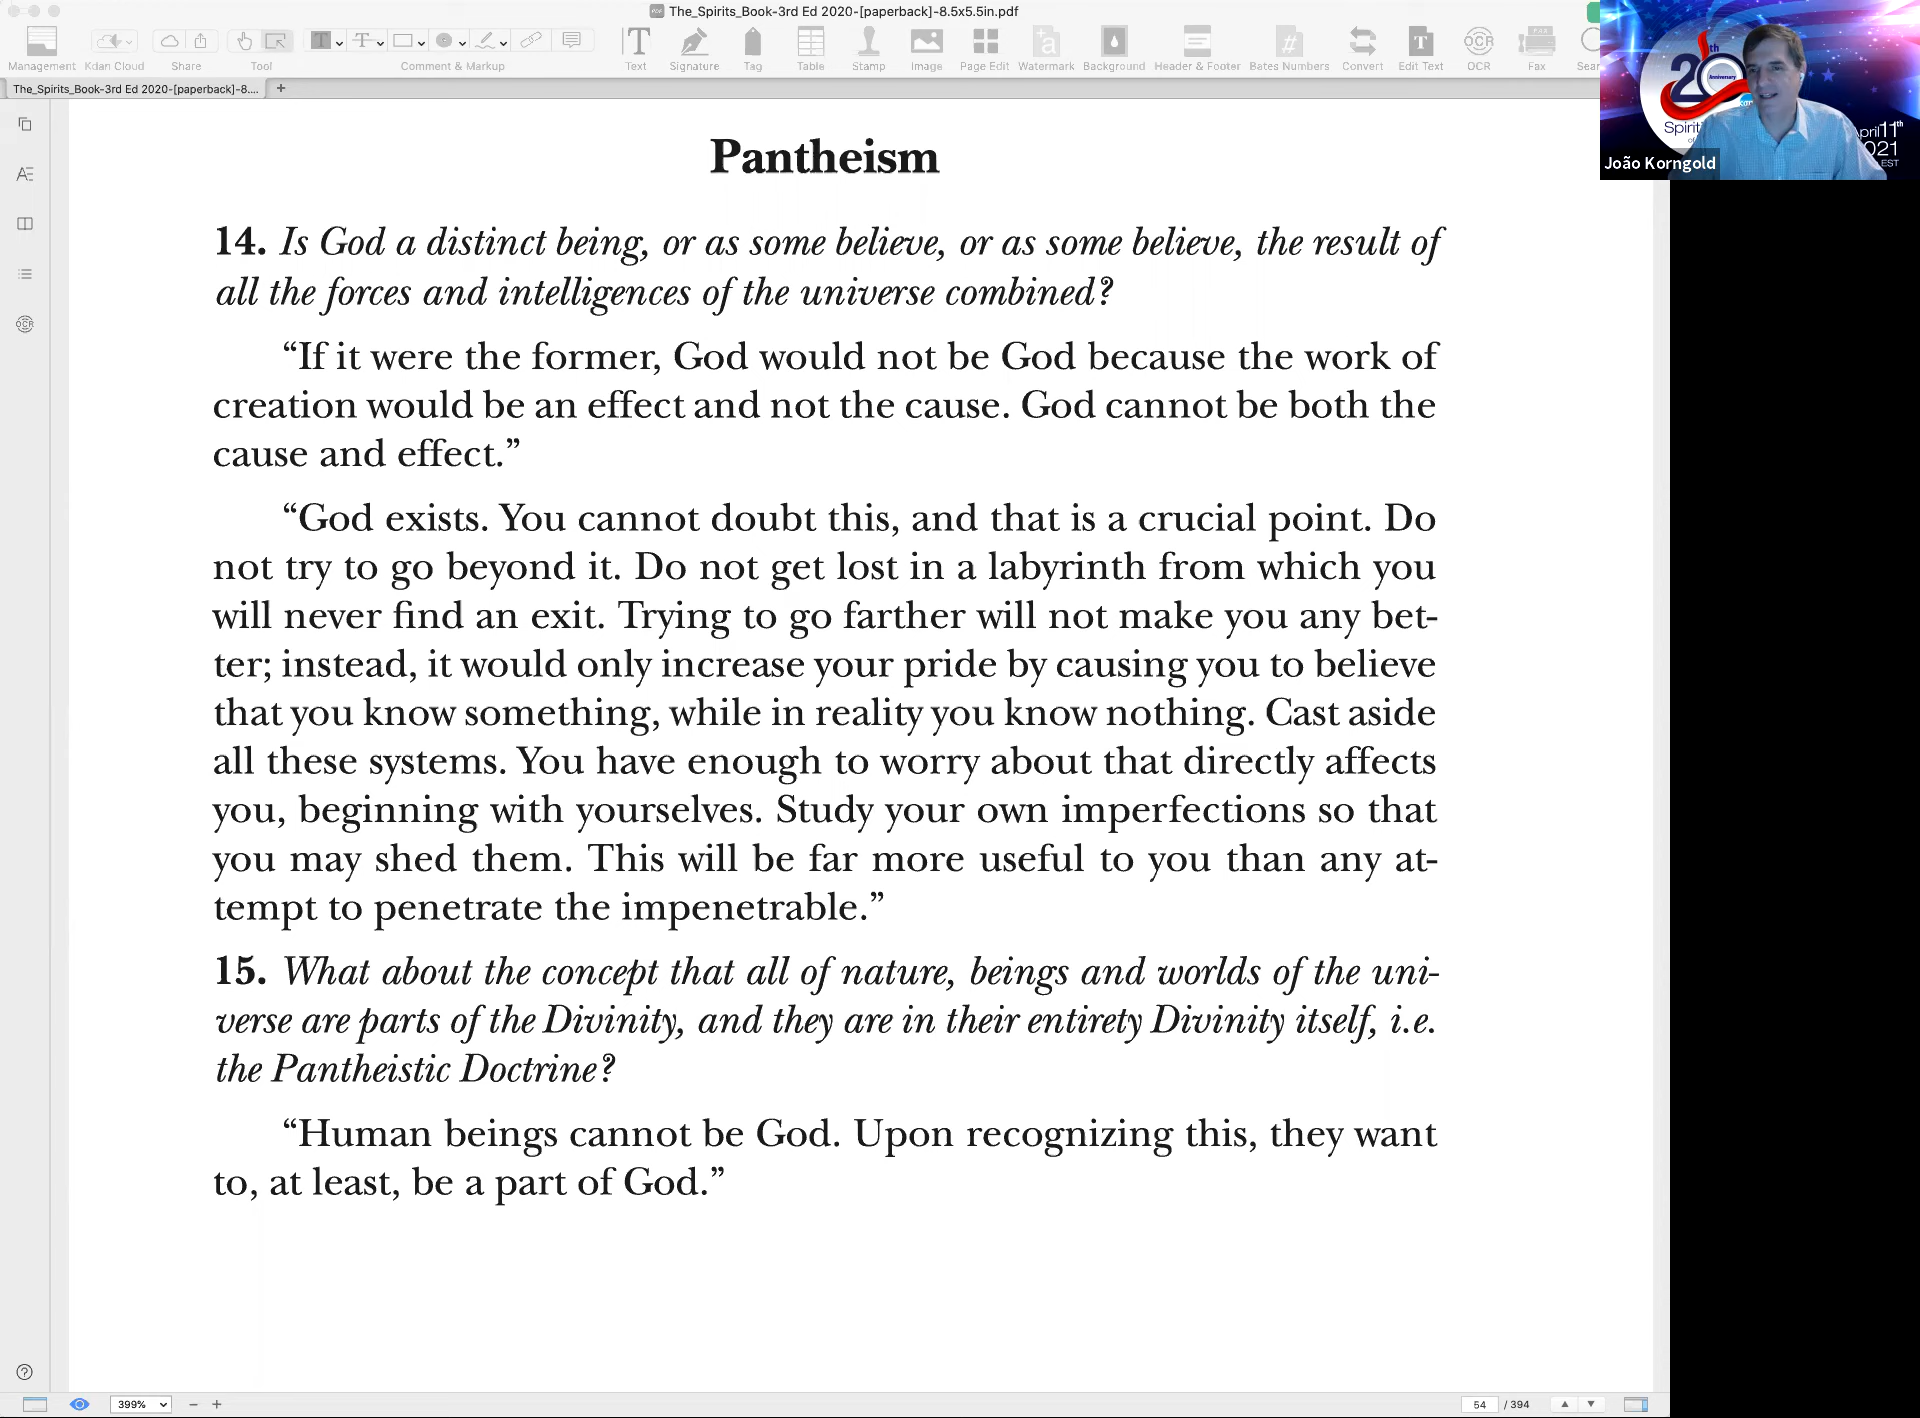 The_Spirits_Book-3rd Ed 2020-[paperback]-8.5x5.5in.pdf
Management Kdan Cloud Share Tool Comment & Markup Text Signature Tag Table Stamp Image Page Edit Watermark Background Header & Footer Bates Numbers Convert Edit Text OCR Fax
The_Spirits_Book-3rd Ed 2020-[paperback]-8.... +
20th
Anniversary
Spirit
pril 11th
021
EST
João Korngold
Pantheism
14. Is God a distinct being, or as some believe, or as some believe, the result of
all the forces and intelligences of the universe combined?
“If it were the former, God would not be God because the work of
creation would be an effect and not the cause. God cannot be both the
cause and effect.”
“God exists. You cannot doubt this, and that is a crucial point. Do
not try to go beyond it. Do not get lost in a labyrinth from which you
will never find an exit. Trying to go farther will not make you any bet-
ter; instead, it would only increase your pride by causing you to believe
that you know something, while in reality you know nothing. Cast aside
all these systems. You have enough to worry about that directly affects
you, beginning with yourselves. Study your own imperfections so that
you may shed them. This will be far more useful to you than any at-
tempt to penetrate the impenetrable.”
15. What about the concept that all of nature, beings and worlds of the uni-
verse are parts of the Divinity, and they are in their entirety Divinity itself, i.e.
the Pantheistic Doctrine?
“Human beings cannot be God. Upon recognizing this, they want
to, at least, be a part of God.”
399% − + 54 / 394